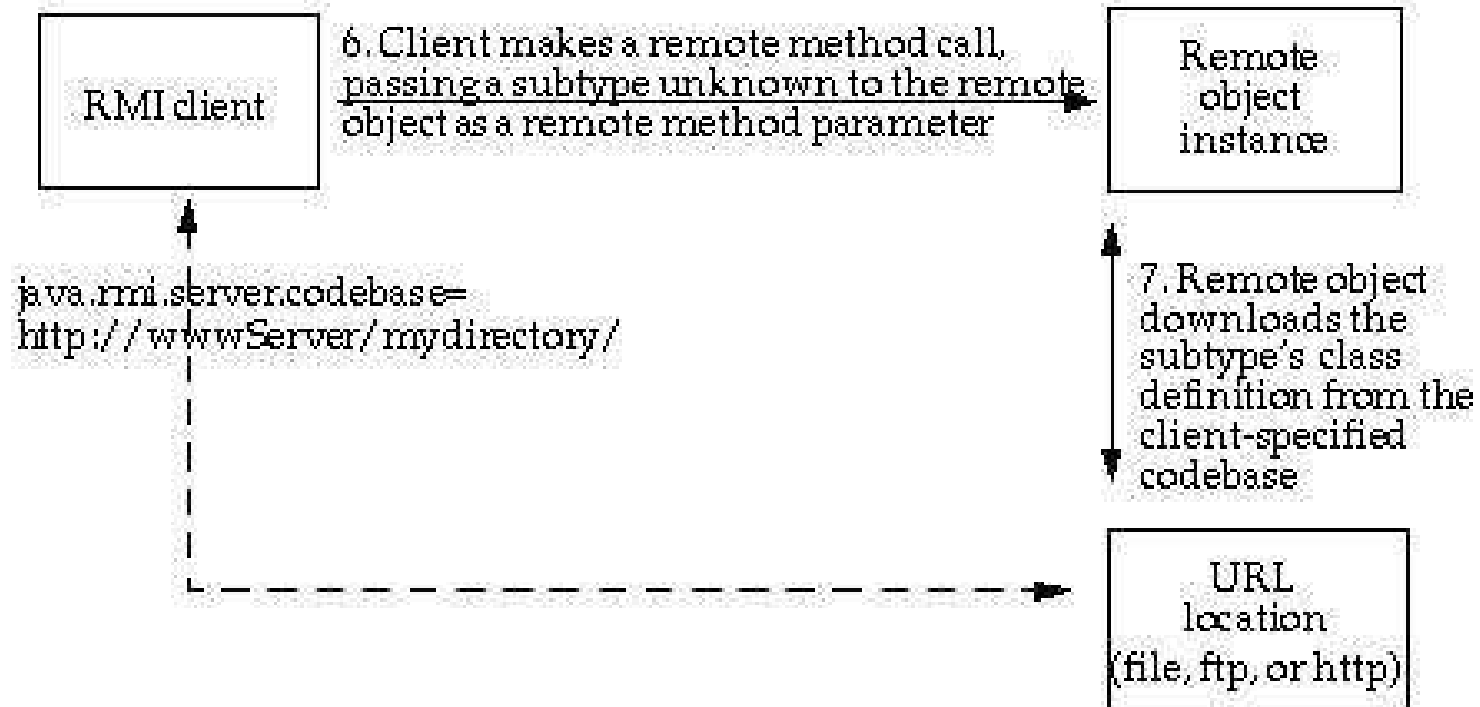 RMI client
6. Client makes a remote method call,
passing a subtype unknown to the remote
object as a remote method parameter
Remote
object
instance
java.rmi.server.codebase=
http://wwwServer/mydirectory/
7. Remote object
downloads the
subtype's class
definition from the
client-specified
codebase
URL
location
(file, ftp, or http)